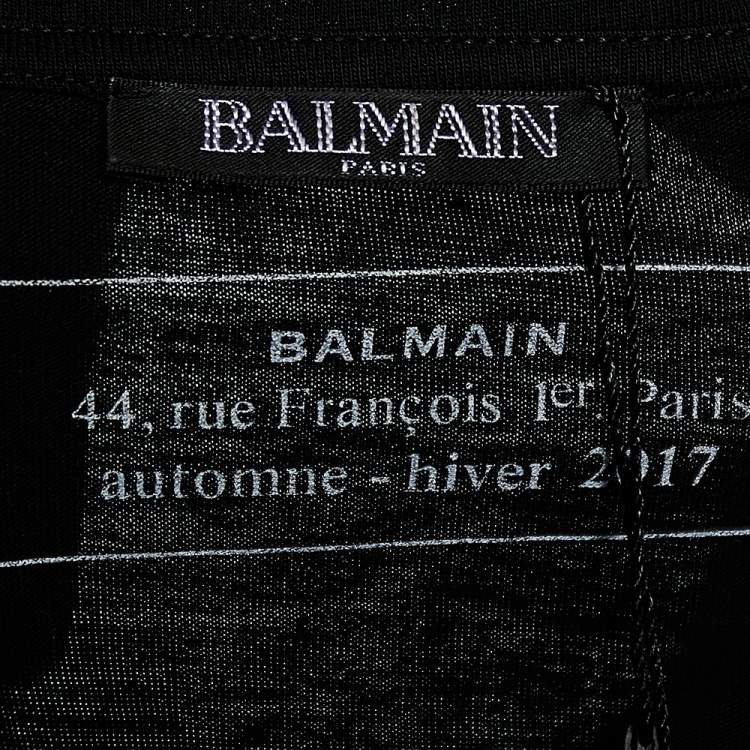 BALMAIN
PARIS
BALMAIN
44, rue François 1er. Paris
automne - hiver 2017